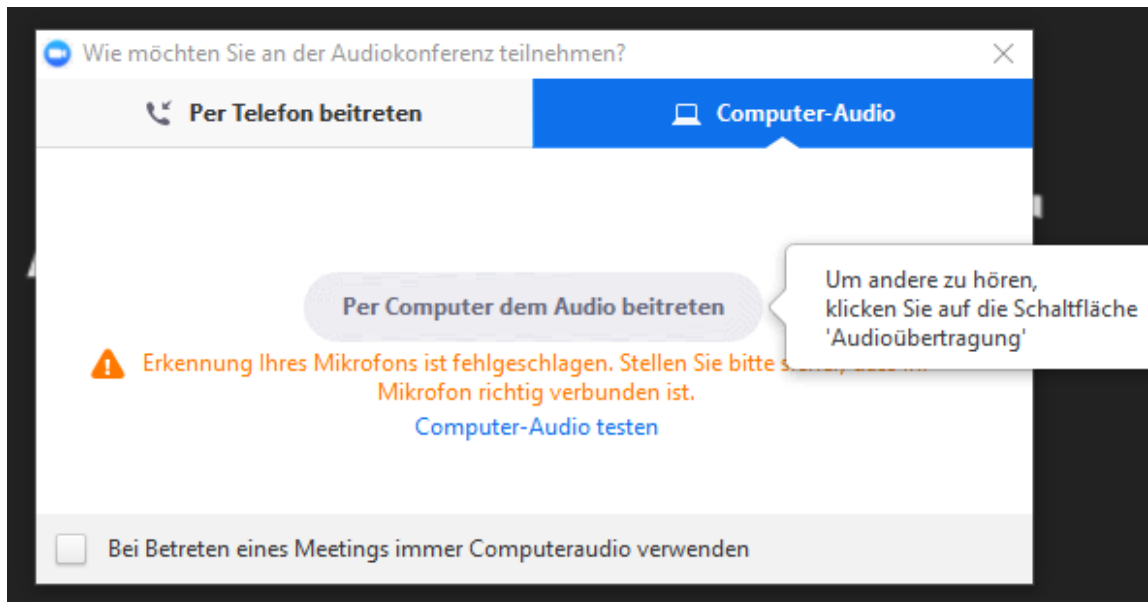 Wie möchten Sie an der Audiokonferenz teilnehmen?
Per Telefon beitreten
Computer-Audio
Per Computer dem Audio beitreten
Um andere zu hören,
klicken Sie auf die Schaltfläche
'Audioübertragung'
Erkennung Ihres Mikrofons ist fehlgeschlagen. Stellen Sie bitte
Mikrofon richtig verbunden ist.
Computer-Audio testen
Bei Betreten eines Meetings immer Computeraudio verwenden